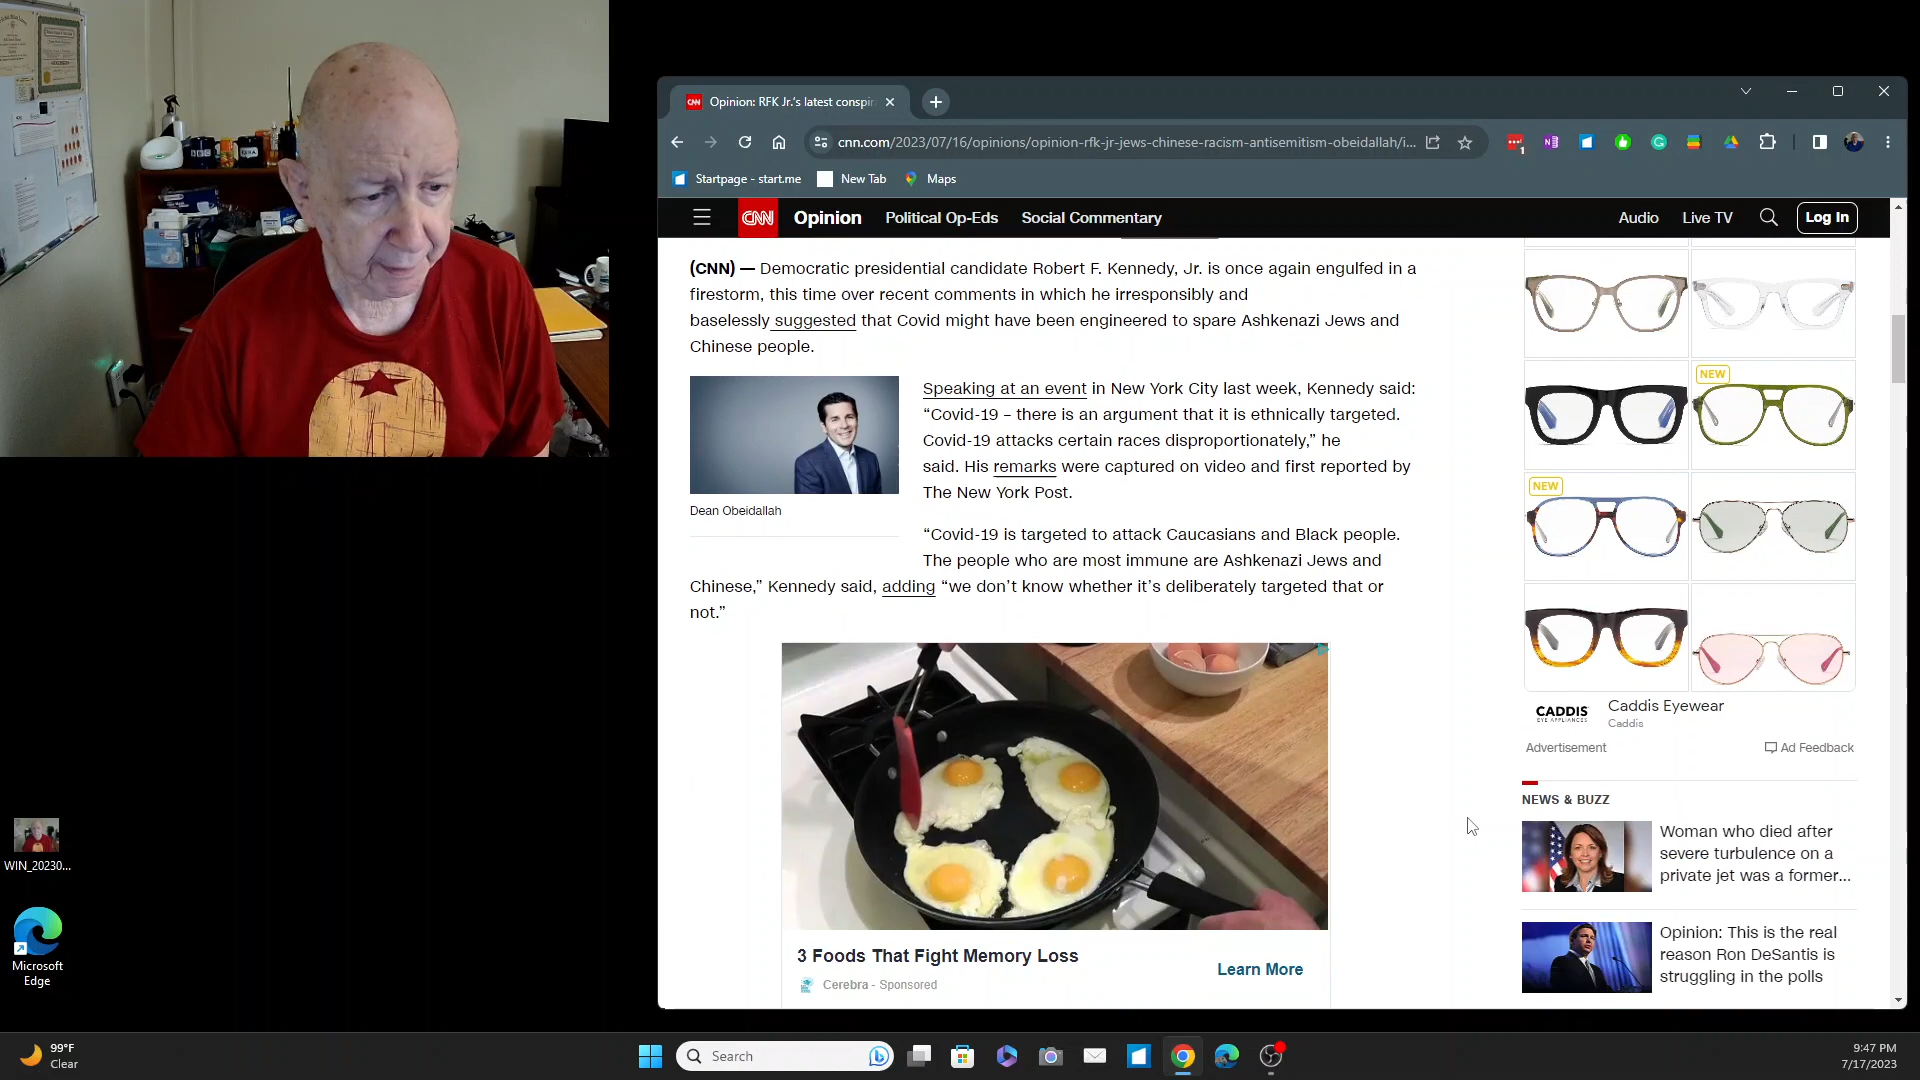 Opinion: RFK Jr.'s latest conspir
cnn.com/2023/07/16/opinions/opinion-rfk-jr-jews-chinese-racism-antisemitism-obeidallah/i...
1
Startpage - start.me
New Tab
Maps
CNN
Opinion
Political Op-Eds
Social Commentary
Audio
Live TV
Log In
(CNN) — Democratic presidential candidate Robert F. Kennedy, Jr. is once again engulfed in a
firestorm, this time over recent comments in which he irresponsibly and
baselessly suggested that Covid might have been engineered to spare Ashkenazi Jews and
Chinese people.
Dean Obeidallah
Speaking at an event in New York City last week, Kennedy said:
“Covid-19 – there is an argument that it is ethnically targeted.
Covid-19 attacks certain races disproportionately,” he
said. His remarks were captured on video and first reported by
The New York Post.
“Covid-19 is targeted to attack Caucasians and Black people.
The people who are most immune are Ashkenazi Jews and
Chinese,” Kennedy said, adding “we don’t know whether it’s deliberately targeted that or
not.”
3 Foods That Fight Memory Loss
Cerebra - Sponsored
Learn More
NEW
NEW
CADDIS
EYE APPLIANCES
Caddis Eyewear
Caddis
Advertisement
Ad Feedback
NEWS & BUZZ
Woman who died after
severe turbulence on a
private jet was a former...
Opinion: This is the real
reason Ron DeSantis is
struggling in the polls
WIN_20230...
Microsoft
Edge
99°F
Clear
Search
9:47 PM
7/17/2023